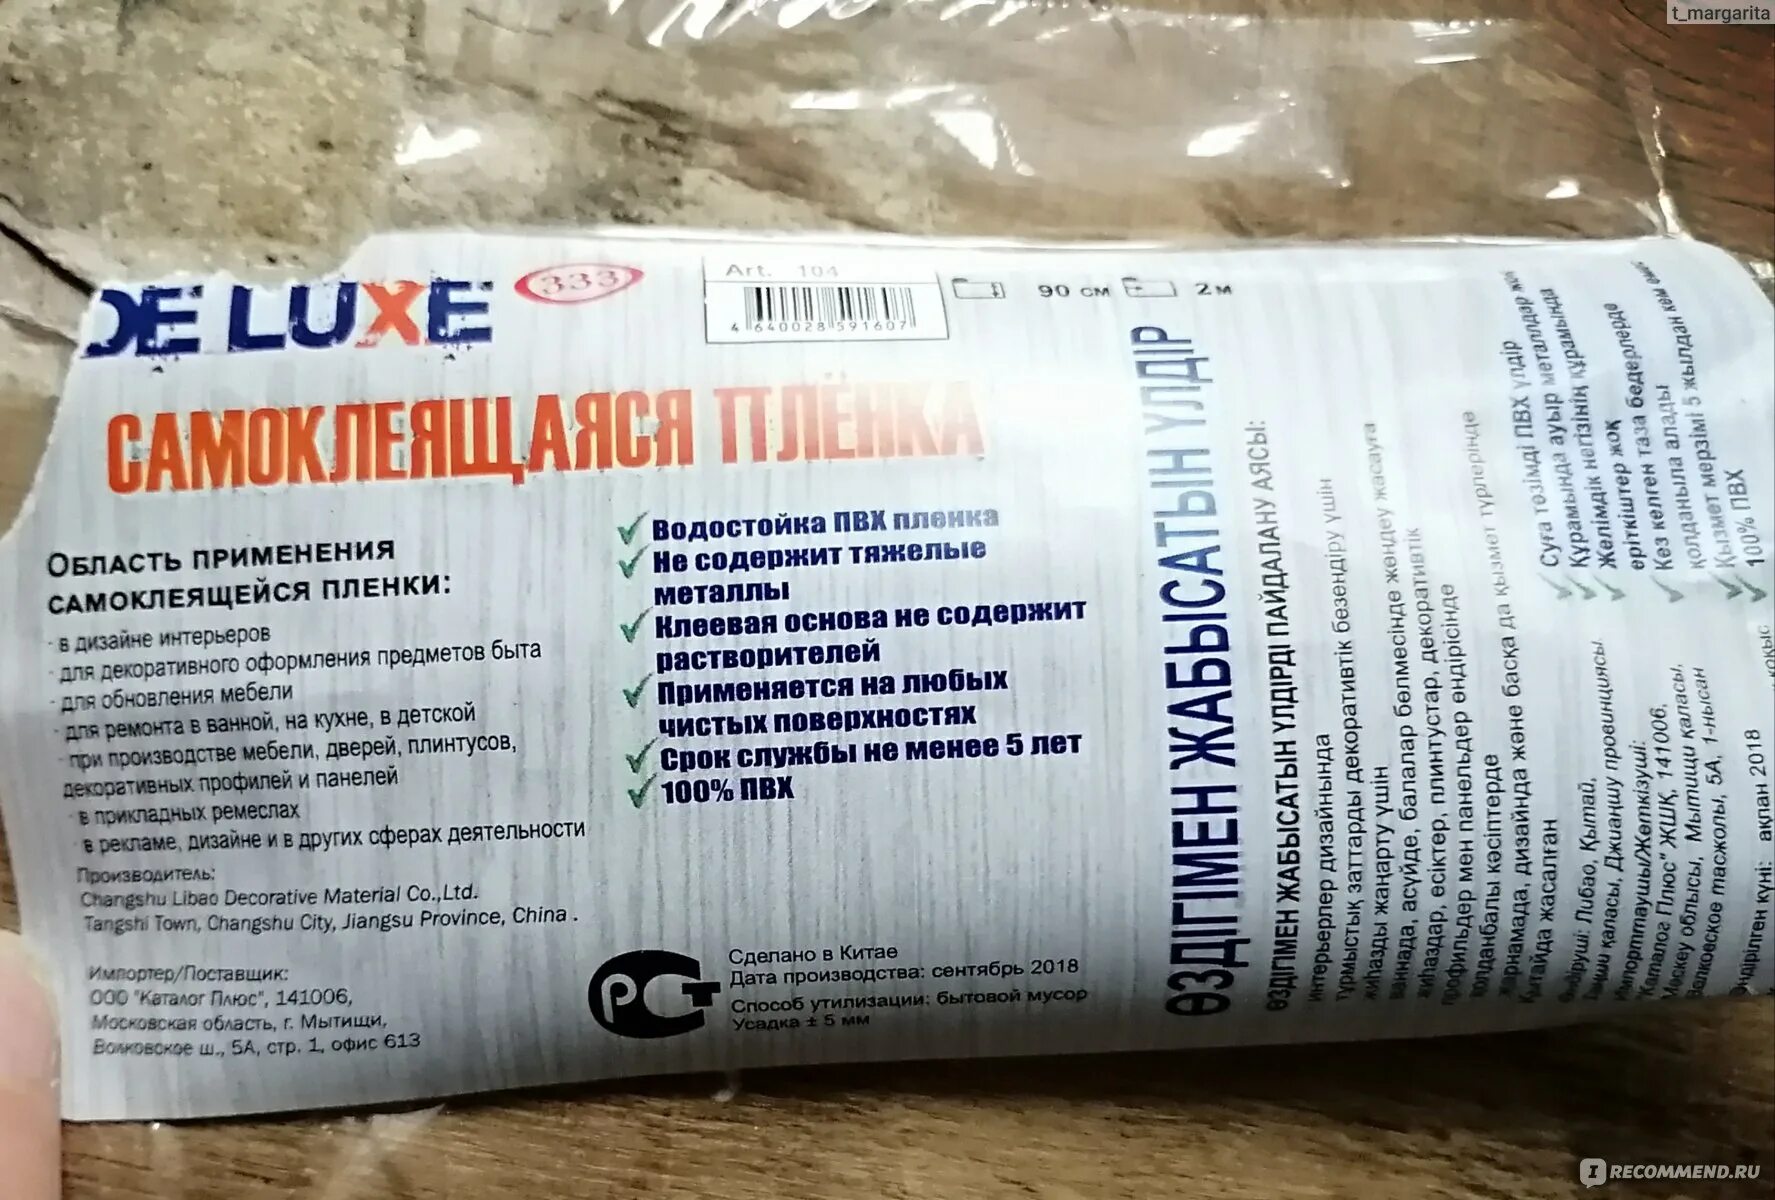 t_margarita
DE LUXE
333
Art. 104
4 640028 591607
90 см
2 м
САМОКЛЕЯЩАЯСЯ ПЛЁНКА
ОБЛАСТЬ ПРИМЕНЕНИЯ
САМОКЛЕЯЩЕЙСЯ ПЛЕНКИ:
· в дизайне интерьеров
· для декоративного оформления предметов быта
· для обновления мебели
· для ремонта в ванной, на кухне, в детской
· при производстве мебели, дверей, плинтусов,
декоративных профилей и панелей
· в прикладных ремеслах
· в рекламе, дизайне и в других сферах деятельности
Производитель:
Changshu Libao Decorative Material Co.,Ltd.
Tangshi Town, Changshu City, Jiangsu Province, China .
Импортер/Поставщик:
ООО "Каталог Плюс", 141006,
Московская область, г. Мытищи,
Волковское ш., 5А, стр. 1, офис 613
✓ Водостойка ПВХ пленка
✓ Не содержит тяжелые
металлы
✓ Клеевая основа не содержит
растворителей
✓ Применяется на любых
чистых поверхностях
✓ Срок службы не менее 5 лет
✓ 100% ПВХ
РСТ
Сделано в Китае
Дата производства: сентябрь 2018
Способ утилизации: бытовой мусор
Усадка ± 5 мм
ӨЗДІГІМЕН ЖАБЫСАТЫН ҮЛДІР
ӨЗДІГІМЕН ЖАБЫСАТЫН ҮЛДІРДІ ПАЙДАЛАНУ АЯСЫ:
интерьерлер дизайнында
тұрмыстық заттарды декоративтік безендіру үшін
жиһазды жаңарту үшін
ваннада, асүйде, балалар бөлмесінде жөндеу жасауға
жиһаздар, есіктер, плинтустар, декоративтік
профильдер мен панельдер өндірісінде
қолданбалы кәсіптерде
жарнамада, дизайнда және басқа да қызмет түрлерінде
Қытайда жасалған
✓ Суға төзімді ПВХ үлдір
✓ Құрамында ауыр металдар жоқ
✓ Желімдік негізінің құрамында
еріткіштер жоқ
✓ Кез келген таза бедерлерде
қолданыла алады
✓ Қызмет мерзімі 5 жылдан кем емес
✓ 100% ПВХ
Өндіруші: Либао, Қытай,
қаласы, Джиангшу провинциясы.
Импорттаушы/Жеткізуші:
"Каталог Плюс" ЖШҚ, 141006,
Мәскеу облысы, Мытищи қаласы,
Волковское тасжолы, 5А, 1-нысан
Өндірілген күні: ақпан 2018
IRECOMMEND.RU